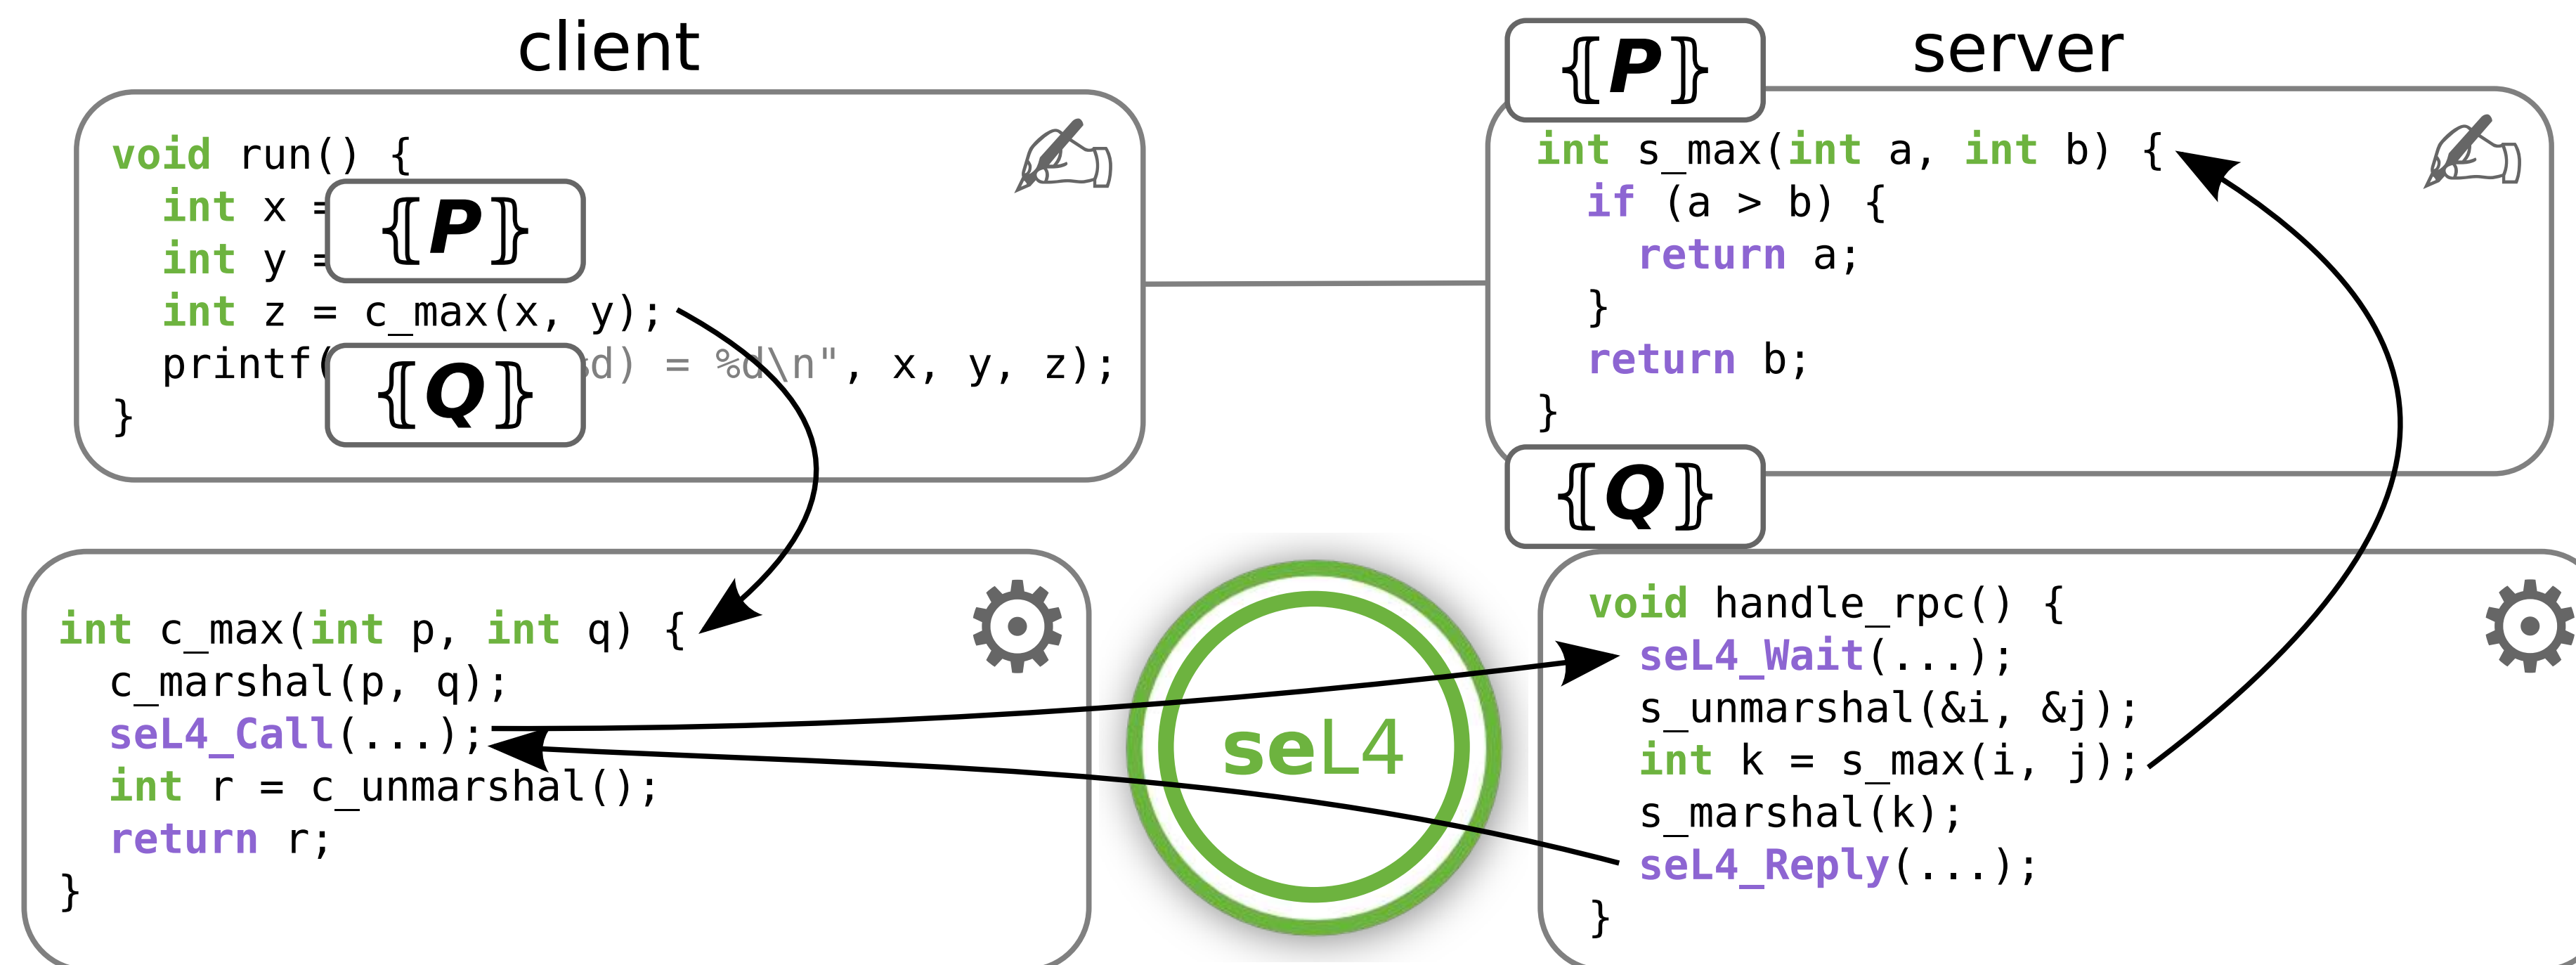 client
void run() {
int x =
{[P]}
int y =
int z = c_max(x, y);
printf( d) = %d\n", x, y, z);
{[Q]}
}
server
{[P]}
int s_max(int a, int b) {
if (a > b) {
return a;
}
return b;
}
{[Q]}
int c_max(int p, int q) {
c_marshal(p, q);
seL4_Call(...);
int r = c_unmarshal();
return r;
}
seL4
void handle_rpc() {
seL4_Wait(...);
s_unmarshal(&i, &j);
int k = s_max(i, j);
s_marshal(k);
seL4_Reply(...);
}